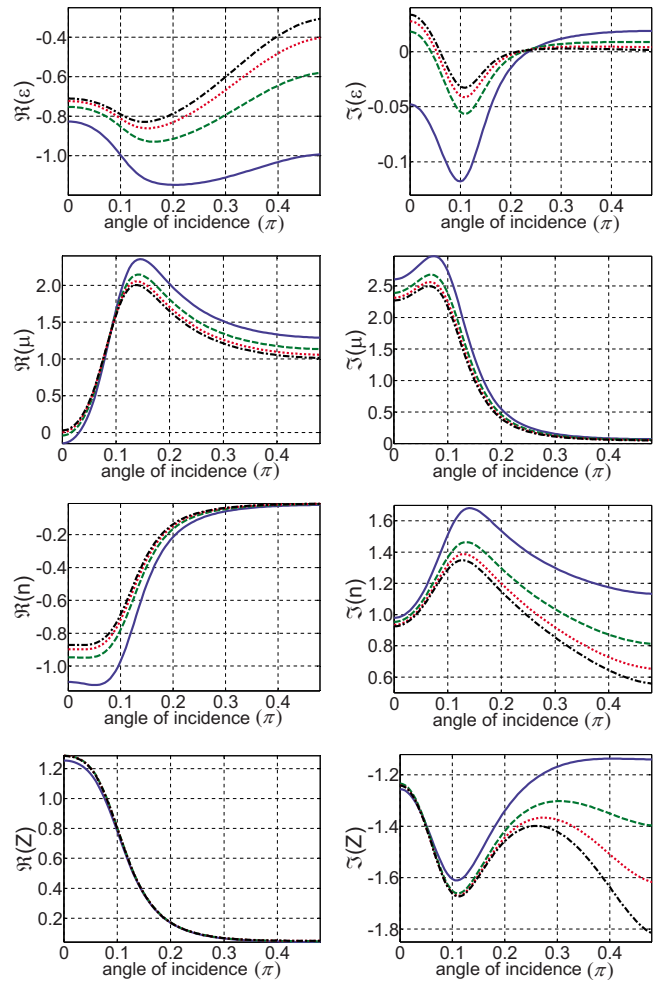 ℜ(ε)
-0.4
-0.6
-0.8
-1.0
0 0.1 0.2 0.3 0.4
angle of incidence (π)
ℑ(ε)
0
-0.05
-0.1
0 0.1 0.2 0.3 0.4
angle of incidence (π)
ℜ(μ)
2.0
1.5
1.0
0.5
0
0 0.1 0.2 0.3 0.4
angle of incidence (π)
ℑ(μ)
2.5
2.0
1.5
1.0
0.5
0
0 0.1 0.2 0.3 0.4
angle of incidence (π)
ℜ(n)
-0.2
-0.4
-0.6
-0.8
-1.0
0 0.1 0.2 0.3 0.4
angle of incidence (π)
ℑ(n)
1.6
1.4
1.2
1.0
0.8
0.6
0 0.1 0.2 0.3 0.4
angle of incidence (π)
ℜ(Z)
1.2
1.0
0.8
0.6
0.4
0.2
0 0.1 0.2 0.3 0.4
angle of incidence (π)
ℑ(Z)
-1.2
-1.4
-1.6
-1.8
0 0.1 0.2 0.3 0.4
angle of incidence (π)